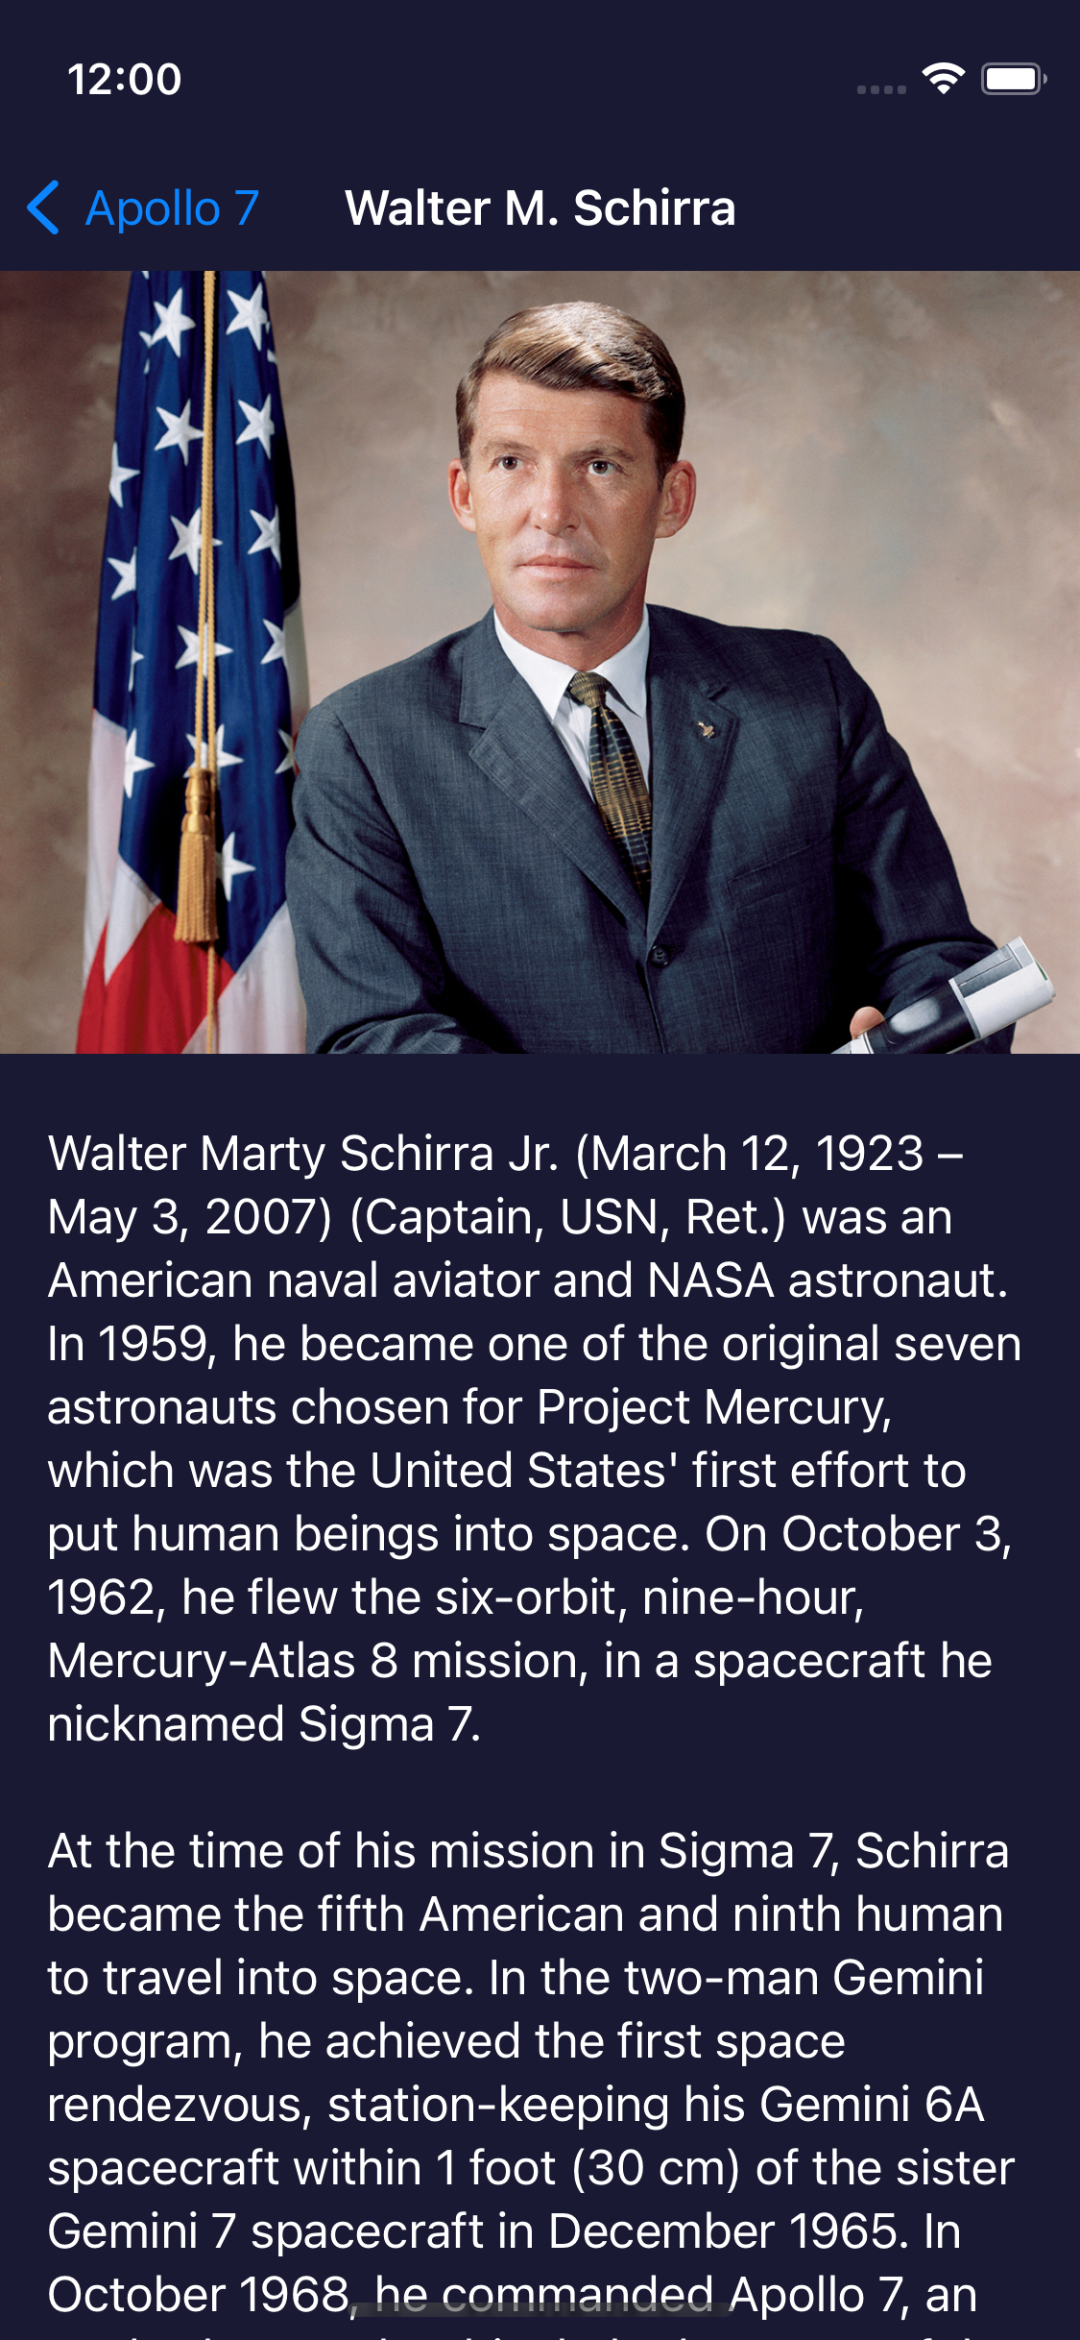 12:00
Apollo 7
Walter M. Schirra
Walter Marty Schirra Jr. (March 12, 1923 –
May 3, 2007) (Captain, USN, Ret.) was an
American naval aviator and NASA astronaut.
In 1959, he became one of the original seven
astronauts chosen for Project Mercury,
which was the United States' first effort to
put human beings into space. On October 3,
1962, he flew the six-orbit, nine-hour,
Mercury-Atlas 8 mission, in a spacecraft he
nicknamed Sigma 7.
At the time of his mission in Sigma 7, Schirra
became the fifth American and ninth human
to travel into space. In the two-man Gemini
program, he achieved the first space
rendezvous, station-keeping his Gemini 6A
spacecraft within 1 foot (30 cm) of the sister
Gemini 7 spacecraft in December 1965. In
October 1968, he commanded Apollo 7, an